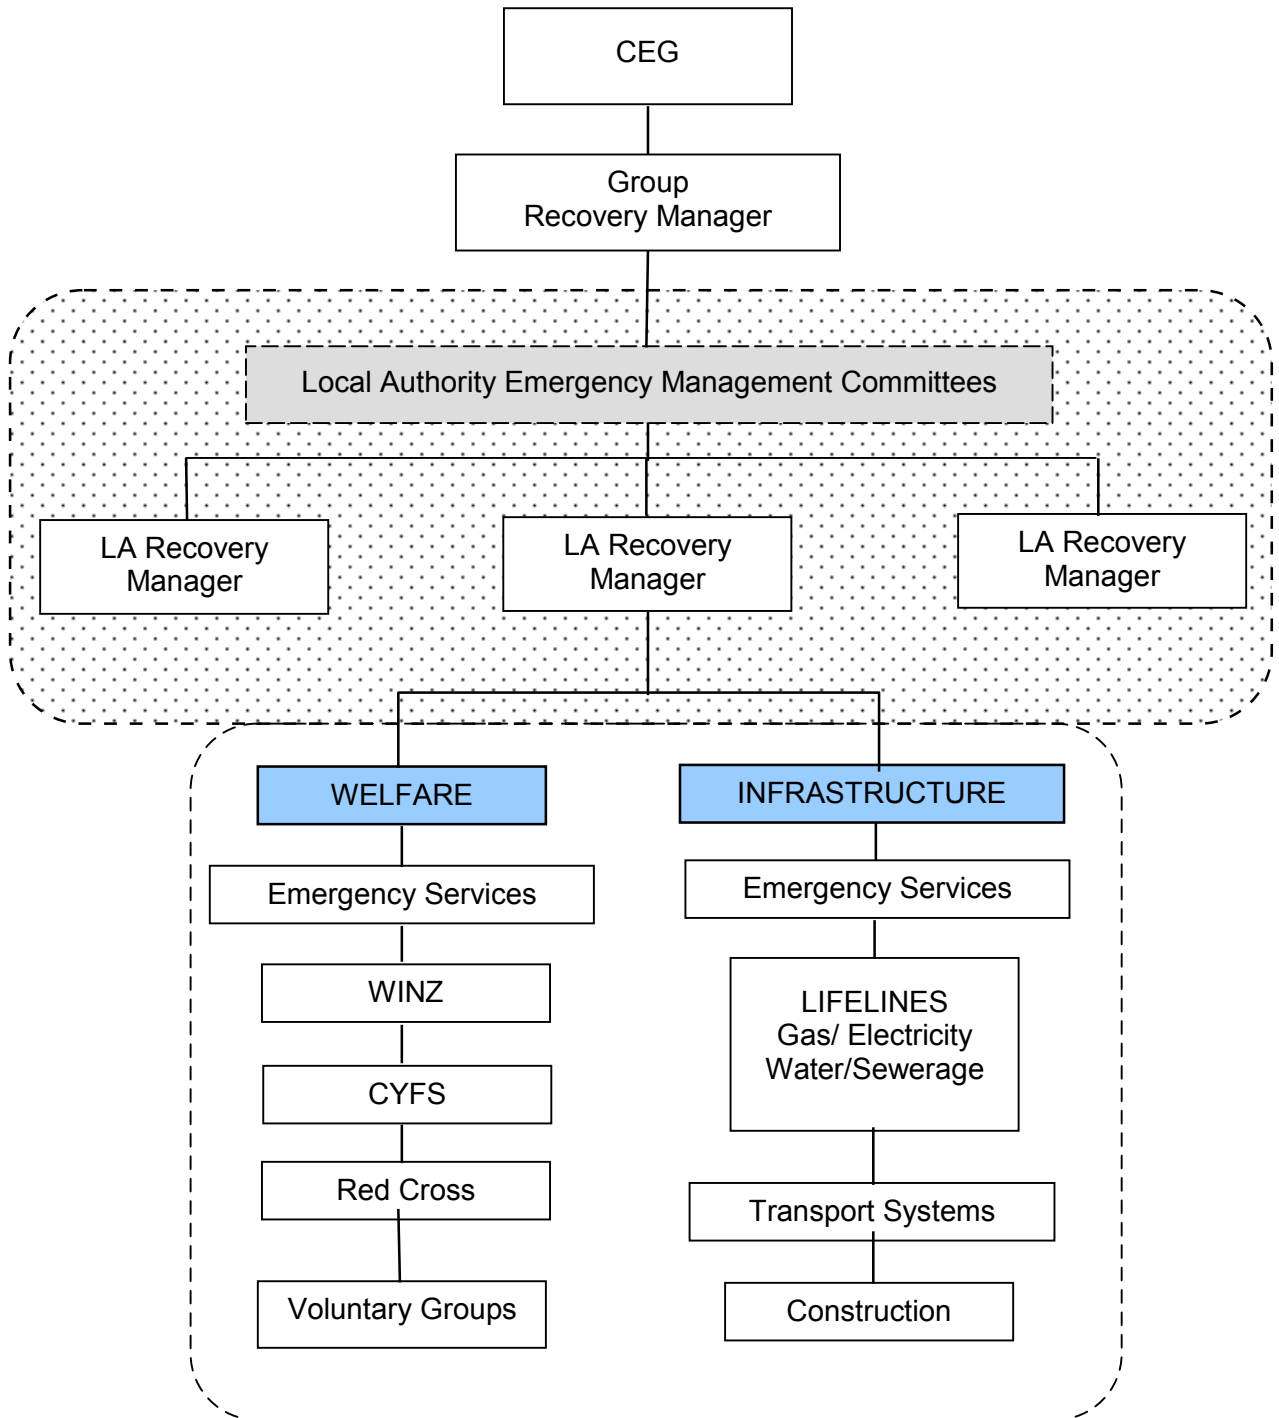 CEG
Group
Recovery Manager
Local Authority Emergency Management Committees
LA Recovery
Manager
LA Recovery
Manager
LA Recovery
Manager
WELFARE
Emergency Services
WINZ
CYFS
Red Cross
Voluntary Groups
INFRASTRUCTURE
Emergency Services
LIFELINES
Gas/ Electricity
Water/Sewerage
Transport Systems
Construction